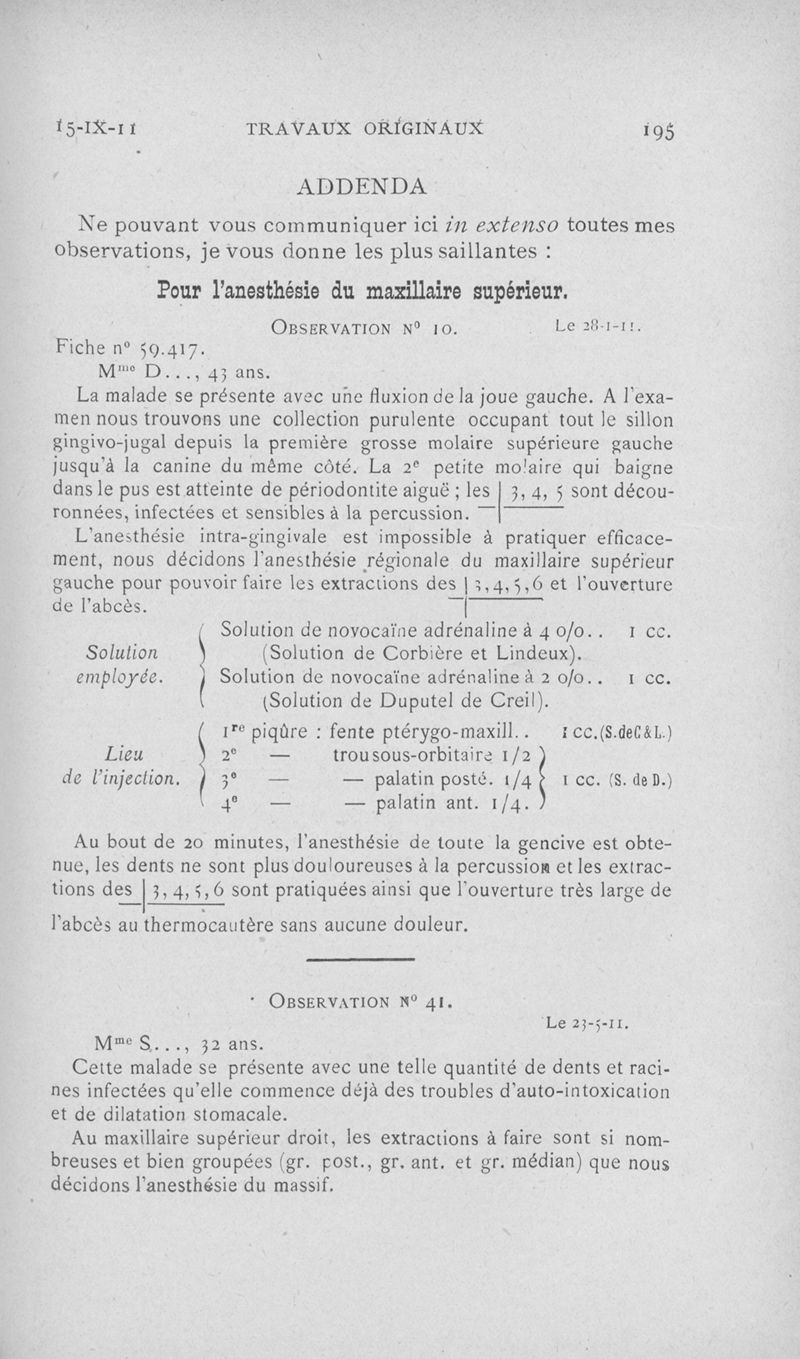 15-IX-11 TRAVAUX ORIGINAUX 195
ADDENDA
Ne pouvant vous communiquer ici in extenso toutes mes
observations, je vous donne les plus saillantes :
Pour l'anesthésie du maxillaire supérieur.
OBSERVATION Nº 10. Le 28-1-11.
Fiche nº 59.417.
Mme D..., 43 ans.
La malade se présente avec une fluxion de la joue gauche. A l'exa-
men nous trouvons une collection purulente occupant tout le sillon
gingivo-jugal depuis la première grosse molaire supérieure gauche
jusqu'à la canine du même côté. La 2e petite molaire qui baigne
dans le pus est atteinte de périodontite aiguë ; les | 3, 4, 5 sont décou-
ronnées, infectées et sensibles à la percussion.
L'anesthésie intra-gingivale est impossible à pratiquer efficace-
ment, nous décidons l'anesthésie régionale du maxillaire supérieur
gauche pour pouvoir faire les extractions des | 3,4,5,6 et l'ouverture
de l'abcès.
Solution de novocaïne adrénaline à 4 o/o.. 1 cc.
Solution (Solution de Corbière et Lindeux).
employée. Solution de novocaïne adrénaline à 2 o/o.. 1 cc.
(Solution de Duputel de Creil).
1re piqûre : fente ptérygo-maxill.. 1 cc.(S.de C & L.)
Lieu 2e — trou sous-orbitaire 1/2
de l'injection. 3e — — palatin posté. 1/4 1 cc. (S. de D.)
4e — — palatin ant. 1/4.
Au bout de 20 minutes, l'anesthésie de toute la gencive est obte-
nue, les dents ne sont plus douloureuses à la percussion et les extrac-
tions des | 3, 4, 5, 6 sont pratiquées ainsi que l'ouverture très large de
l'abcès au thermocautère sans aucune douleur.
OBSERVATION Nº 41.
Le 23-5-11.
Mme S..., 32 ans.
Cette malade se présente avec une telle quantité de dents et raci-
nes infectées qu'elle commence déjà des troubles d'auto-intoxication
et de dilatation stomacale.
Au maxillaire supérieur droit, les extractions à faire sont si nom-
breuses et bien groupées (gr. post., gr. ant. et gr. médian) que nous
décidons l'anesthésie du massif.